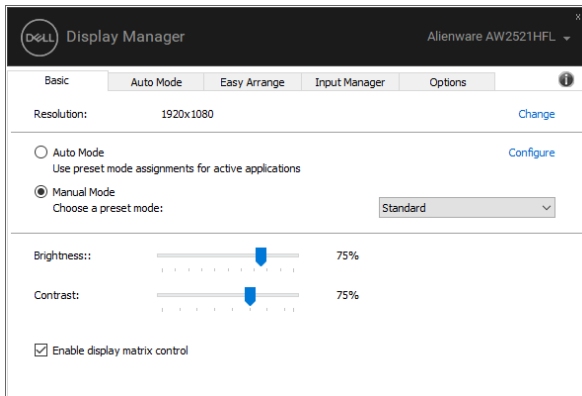 DELL Display Manager
Alienware AW2521HFL
Basic Auto Mode Easy Arrange Input Manager Options
Resolution: 1920x1080 Change
Auto Mode Configure
Use preset mode assignments for active applications
Manual Mode
Choose a preset mode: Standard
Brightness:: 75%
Contrast: 75%
Enable display matrix control